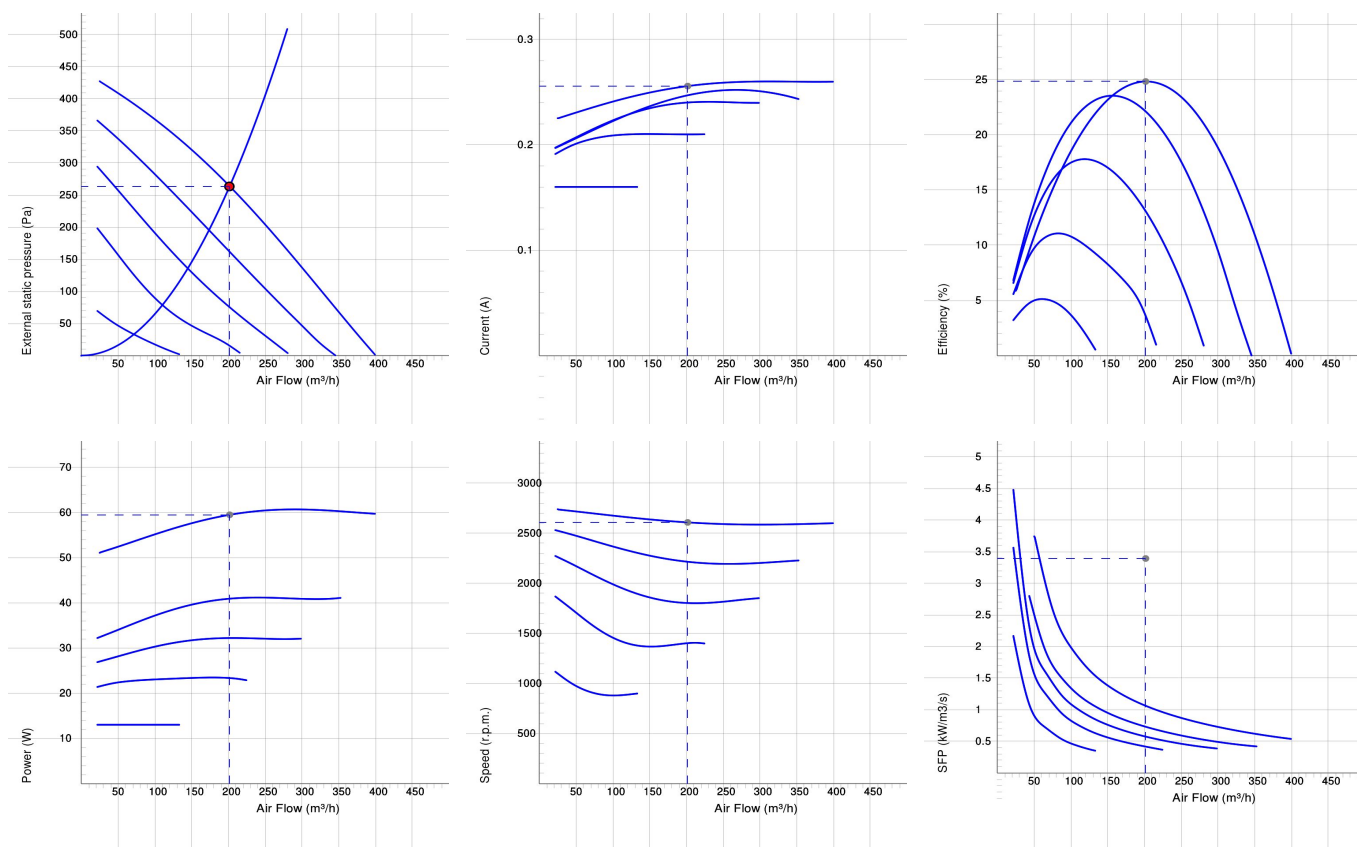 500
450
400
350
300
250
200
150
100
50
External static pressure (Pa)
50 100 150 200 250 300 350 400 450
Air Flow (m³/h)
0.3
0.2
0.1
Current (A)
50 100 150 200 250 300 350 400 450
Air Flow (m³/h)
25
20
15
10
5
Efficiency (%)
50 100 150 200 250 300 350 400 450
Air Flow (m³/h)
70
60
50
40
30
20
10
Power (W)
50 100 150 200 250 300 350 400 450
Air Flow (m³/h)
3000
2500
2000
1500
1000
500
Speed (r.p.m.)
50 100 150 200 250 300 350 400 450
Air Flow (m³/h)
5
4.5
4
3.5
3
2.5
2
1.5
1
0.5
SFP (kW/m3/s)
50 100 150 200 250 300 350 400 450
Air Flow (m³/h)